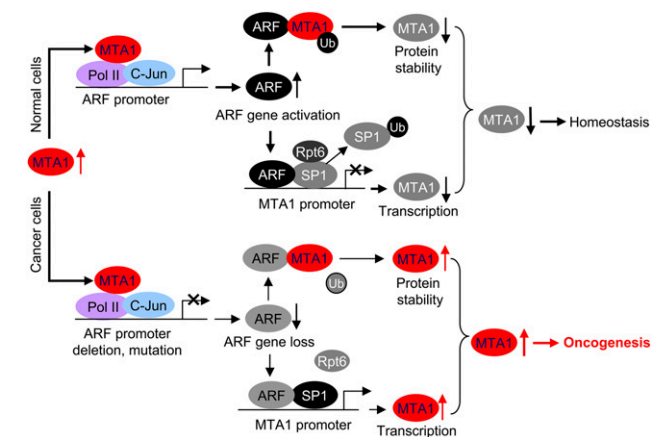 Normal cells
MTA1
Pol II
C-Jun
ARF promoter
ARF
MTA1
Ub
MTA1
Protein
stability
ARF
ARF gene activation
Rpt6
SP1
Ub
ARF
SP1
MTA1 promoter
MTA1
Transcription
MTA1
Homeostasis
MTA1
Cancer cells
MTA1
Pol II
C-Jun
ARF promoter
deletion, mutation
ARF
MTA1
Ub
MTA1
Protein
stability
ARF
ARF gene loss
Rpt6
ARF
SP1
MTA1 promoter
MTA1
Transcription
MTA1
Oncogenesis